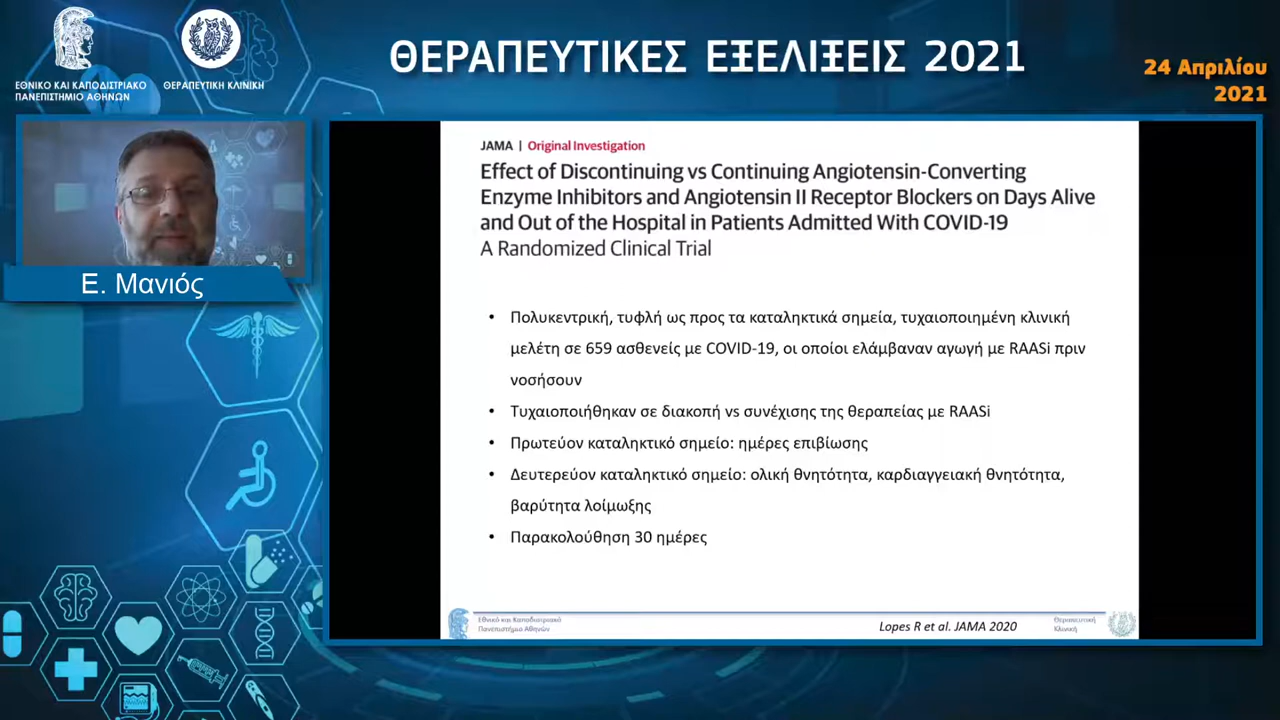 ΕΘΝΙΚΟ ΚΑΙ ΚΑΠΟΔΙΣΤΡΙΑΚΟ
ΠΑΝΕΠΙΣΤΗΜΙΟ ΑΘΗΝΩΝ
ΘΕΡΑΠΕΥΤΙΚΗ ΚΛΙΝΙΚΗ
ΘΕΡΑΠΕΥΤΙΚΕΣ ΕΞΕΛΙΞΕΙΣ 2021
24 Απριλίου
2021
Ε. Μανιός
JAMA | Original Investigation
Effect of Discontinuing vs Continuing Angiotensin-Converting
Enzyme Inhibitors and Angiotensin II Receptor Blockers on Days Alive
and Out of the Hospital in Patients Admitted With COVID-19
A Randomized Clinical Trial
• Πολυκεντρική, τυφλή ως προς τα καταληκτικά σημεία, τυχαιοποιημένη κλινική
μελέτη σε 659 ασθενείς με COVID-19, οι οποίοι ελάμβαναν αγωγή με RAASi πριν
νοσήσουν
• Τυχαιοποιήθηκαν σε διακοπή vs συνέχισης της θεραπείας με RAASi
• Πρωτεύον καταληκτικό σημείο: ημέρες επιβίωσης
• Δευτερεύον καταληκτικό σημείο: ολική θνητότητα, καρδιαγγειακή θνητότητα,
βαρύτητα λοίμωξης
• Παρακολούθηση 30 ημέρες
Εθνικό και Καποδιστριακό
Πανεπιστήμιο Αθηνών
Lopes R et al. JAMA 2020
Θεραπευτική
Κλινική